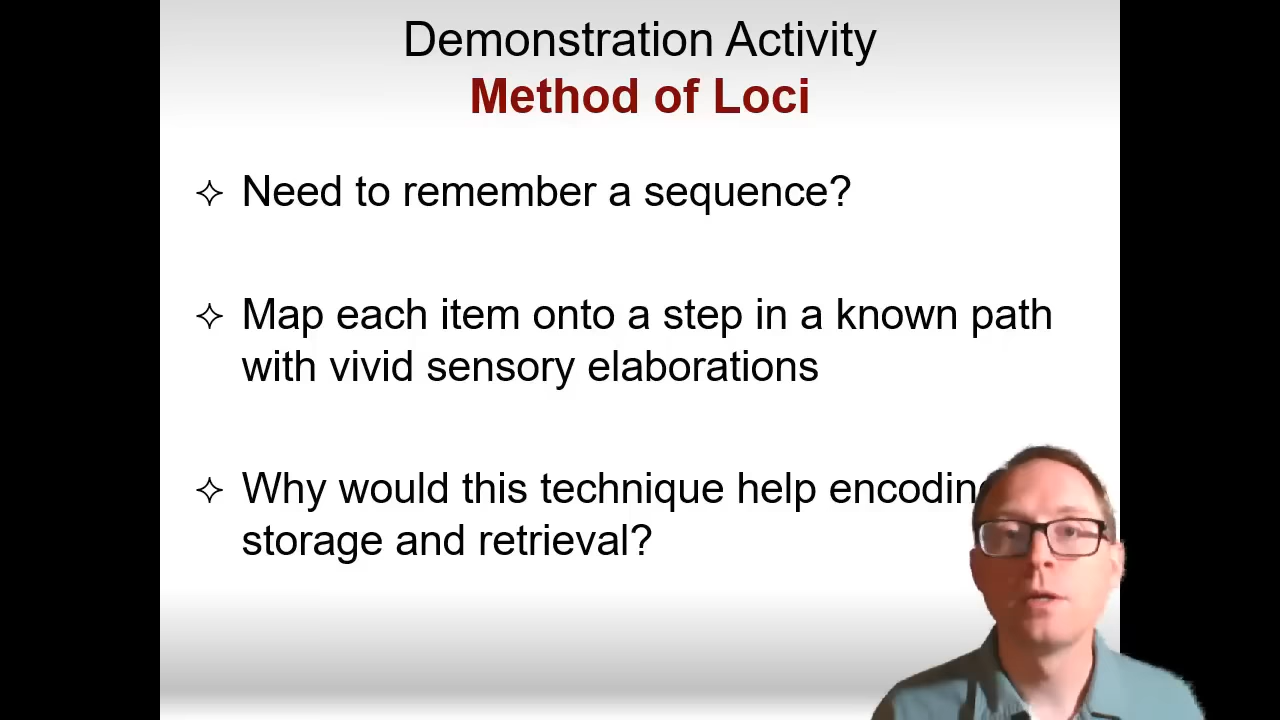 Demonstration Activity
Method of Loci
Need to remember a sequence?
Map each item onto a step in a known path
with vivid sensory elaborations
Why would this technique help
storage and retrieval?